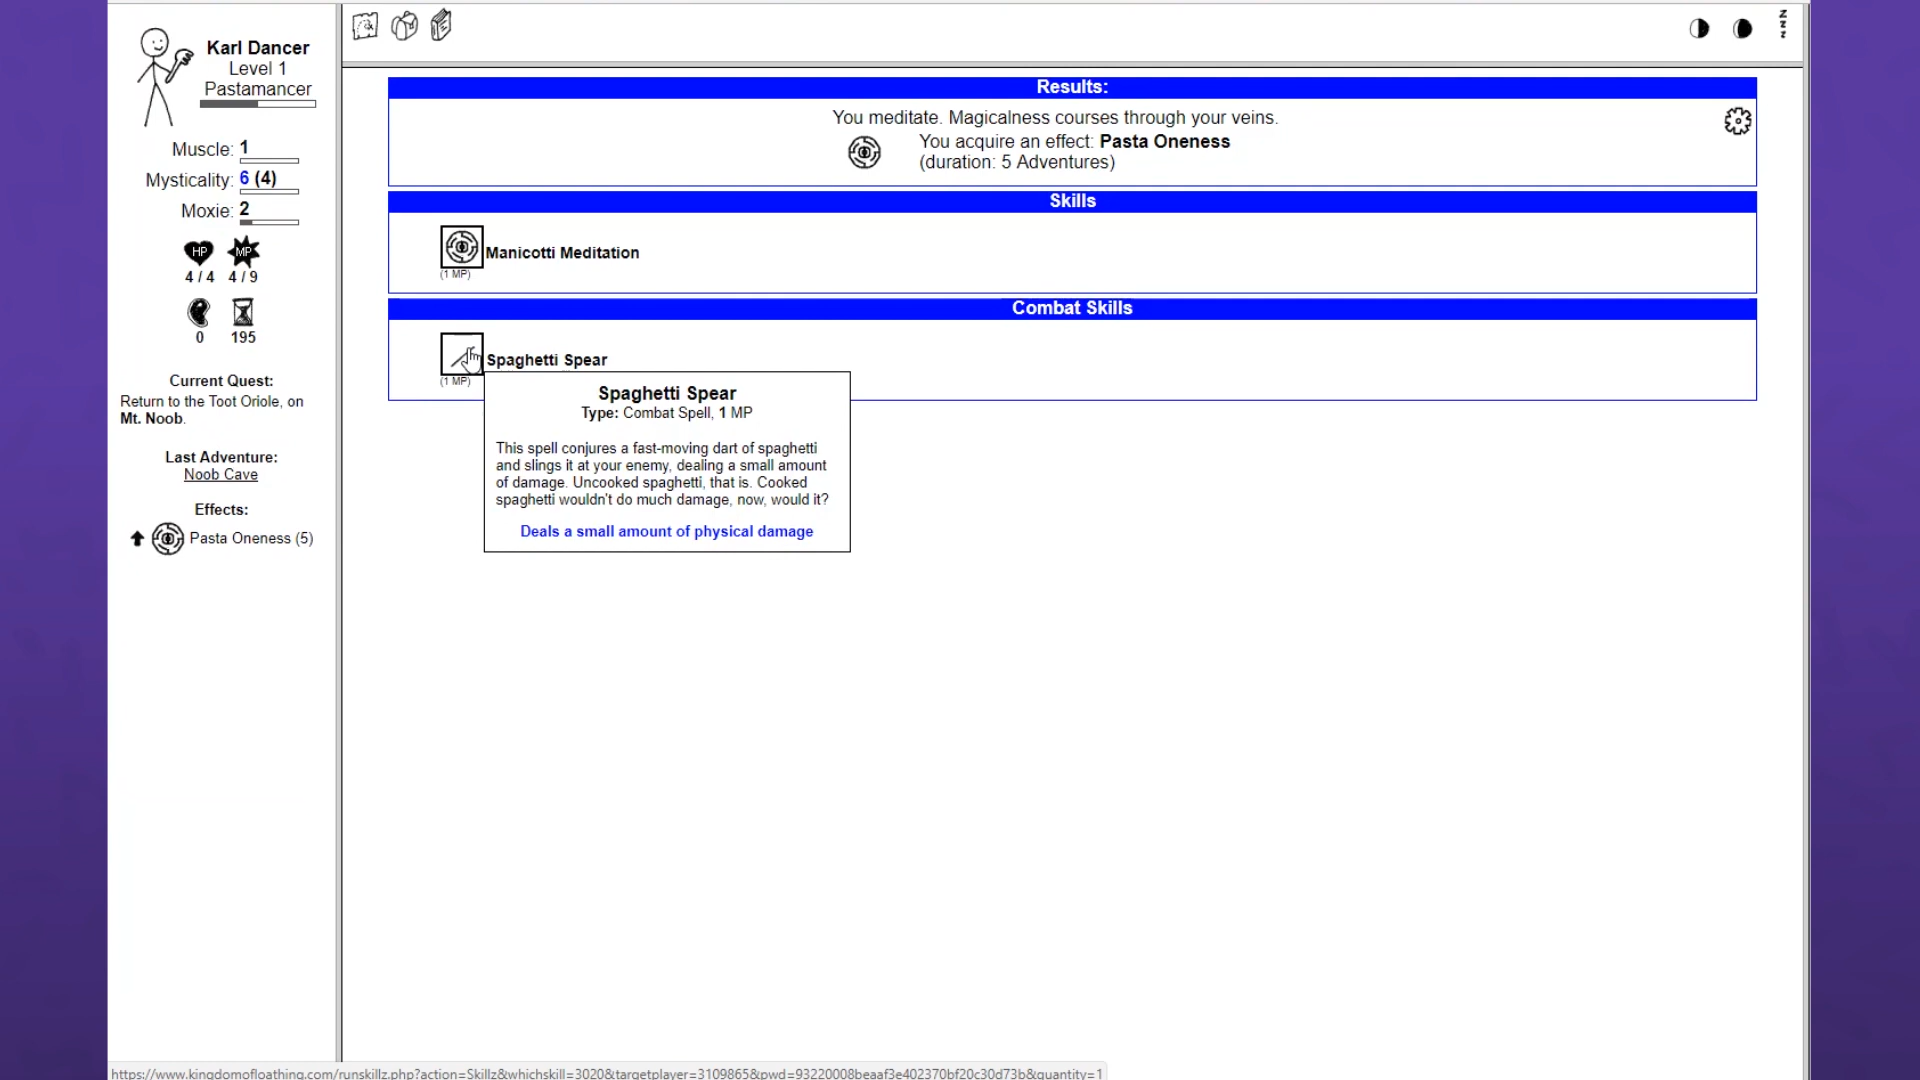 Karl Dancer
Level 1
Pastamancer
Muscle: 1
Mysticality: 6 (4)
Moxie: 2
HP MP
4 / 4 4 / 9
0 195
Current Quest:
Return to the Toot Oriole, on
Mt. Noob.
Last Adventure:
Noob Cave
Effects:
Pasta Oneness (5)
z
z
z
Results:
You meditate. Magicalness courses through your veins.
You acquire an effect: Pasta Oneness
(duration: 5 Adventures)
Skills
Manicotti Meditation
(1 MP)
Combat Skills
Spaghetti Spear
(1 MP)
Spaghetti Spear
Type: Combat Spell, 1 MP
This spell conjures a fast-moving dart of spaghetti
and slings it at your enemy, dealing a small amount
of damage. Uncooked spaghetti, that is. Cooked
spaghetti wouldn't do much damage, now, would it?
Deals a small amount of physical damage
https://www.kingdomofloathing.com/runskillz.php?action=Skillz&whichskill=3020&targetplayer=3109865&pwd=93220008beaaf3e402370bf20c30d73b&quantity=1